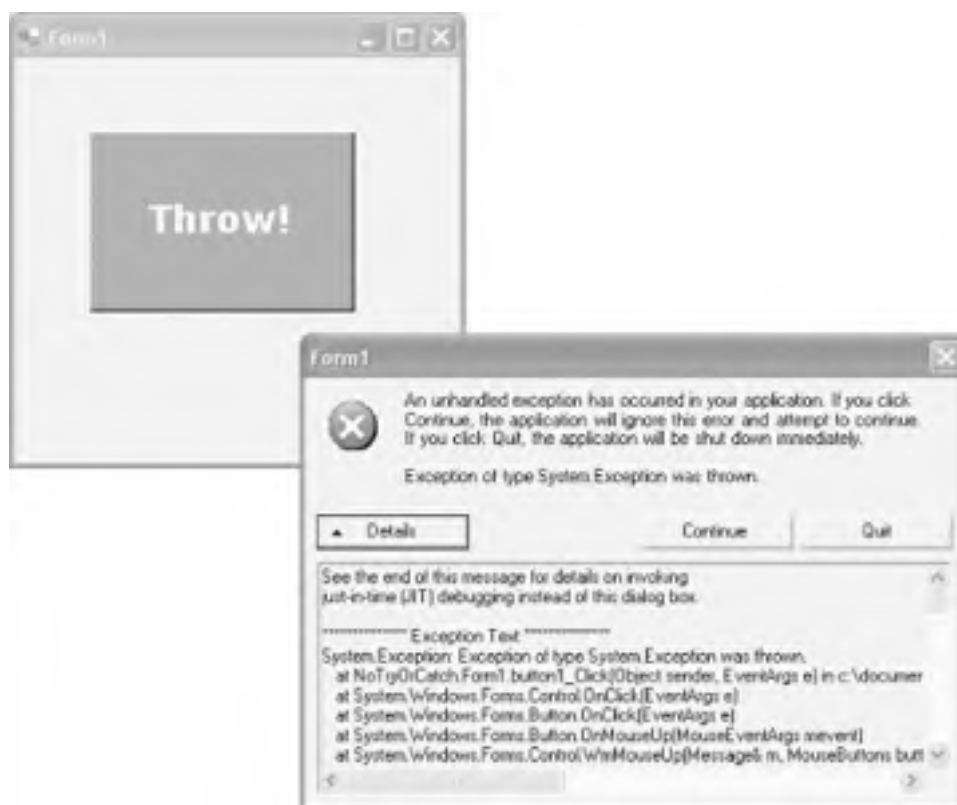 Form1
Throw!
Form1
An unhandled exception has occurred in your application. If you click
Continue, the application will ignore this error and attempt to continue.
If you click Quit, the application will be shut down immediately.
Exception of type System.Exception was thrown.
Details
Continue
Quit
See the end of this message for details on invoking
just-in-time (JIT) debugging instead of this dialog box.
************** Exception Text **************
System.Exception: Exception of type System.Exception was thrown.
at NoTryOrCatch.Form1.button1_Click(Object sender, EventArgs e) in c:\documer
at System.Windows.Forms.Control.OnClick(EventArgs e)
at System.Windows.Forms.Button.OnClick(EventArgs e)
at System.Windows.Forms.Button.OnMouseUp(MouseEventArgs mevent)
at System.Windows.Forms.Control.WmMouseUp(Message& m, MouseButtons butt